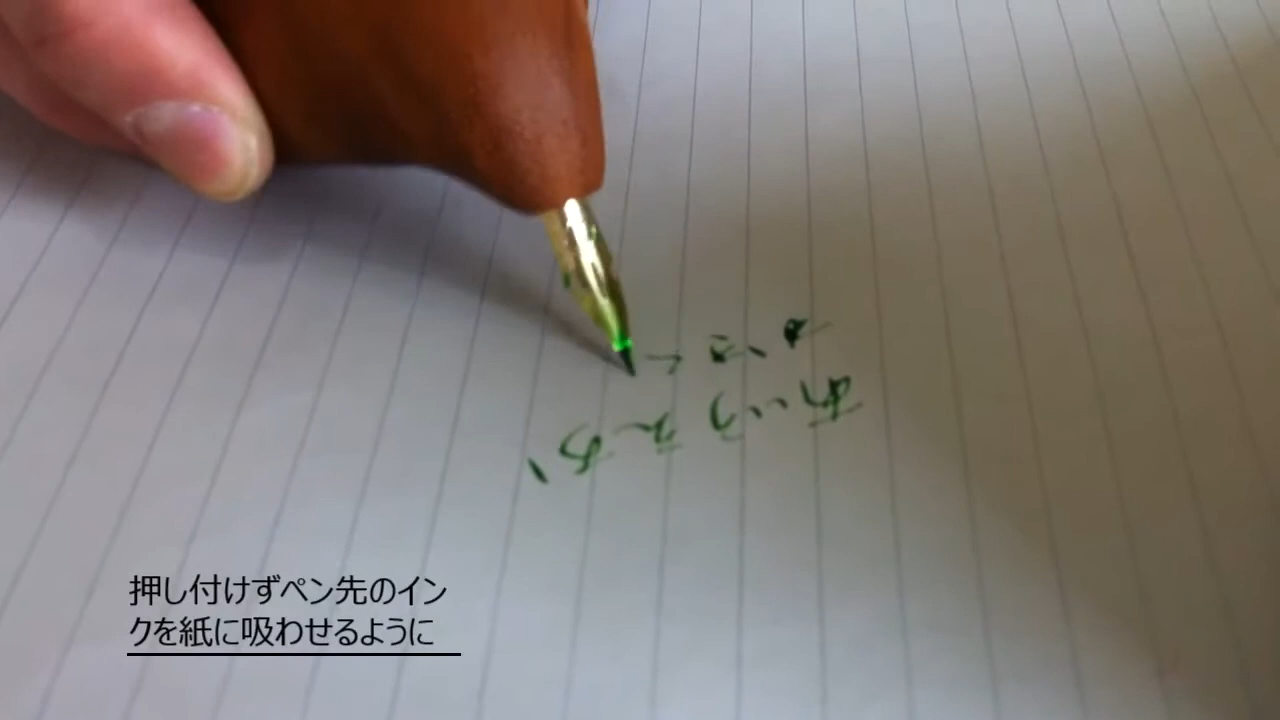 あいうえお、
押し付けずペン先のイン
クを紙に吸わせるように